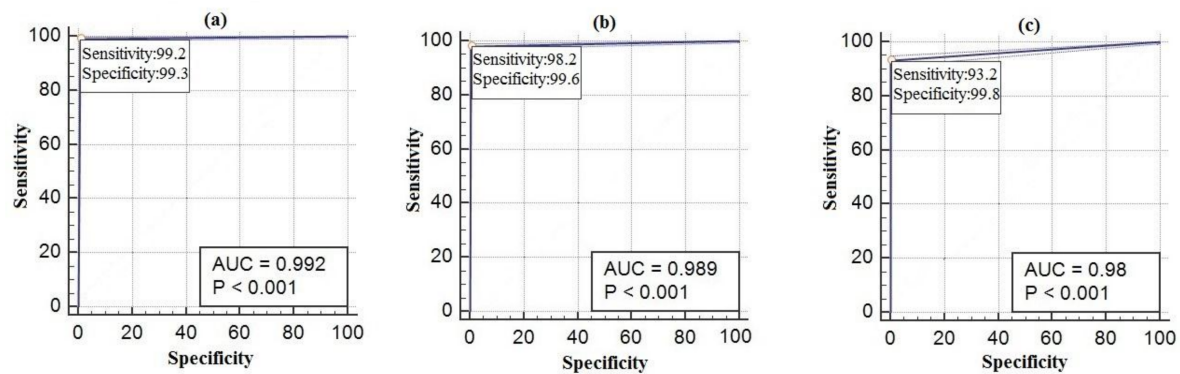 (a)
100
80
60
40
20
0
Sensitivity
Sensitivity:99.2
Specificity:99.3
AUC = 0.992
P < 0.001
0 20 40 60 80 100
Specificity
(b)
100
80
60
40
20
0
Sensitivity
Sensitivity:98.2
Specificity:99.6
AUC = 0.989
P < 0.001
0 20 40 60 80 100
Specificity
(c)
100
80
60
40
20
0
Sensitivity
Sensitivity:93.2
Specificity:99.8
AUC = 0.98
P < 0.001
0 20 40 60 80 100
Specificity